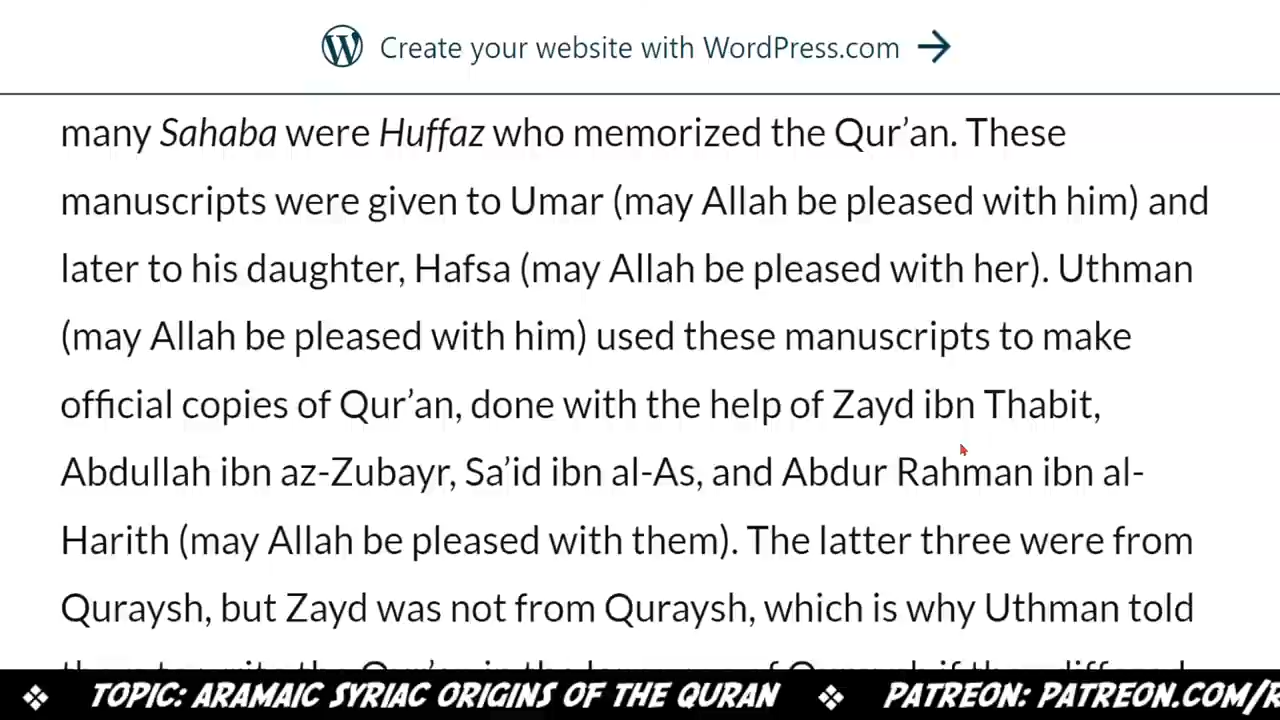 Create your website with WordPress.com
many Sahaba were Huffaz who memorized the Qur’an. These
manuscripts were given to Umar (may Allah be pleased with him) and
later to his daughter, Hafsa (may Allah be pleased with her). Uthman
(may Allah be pleased with him) used these manuscripts to make
official copies of Qur’an, done with the help of Zayd ibn Thabit,
Abdullah ibn az-Zubayr, Sa’id ibn al-As, and Abdur Rahman ibn al-
Harith (may Allah be pleased with them). The latter three were from
Quraysh, but Zayd was not from Quraysh, which is why Uthman told
TOPIC: ARAMAIC SYRIAC ORIGINS OF THE QURAN ❖ PATREON: PATREON.COM/R